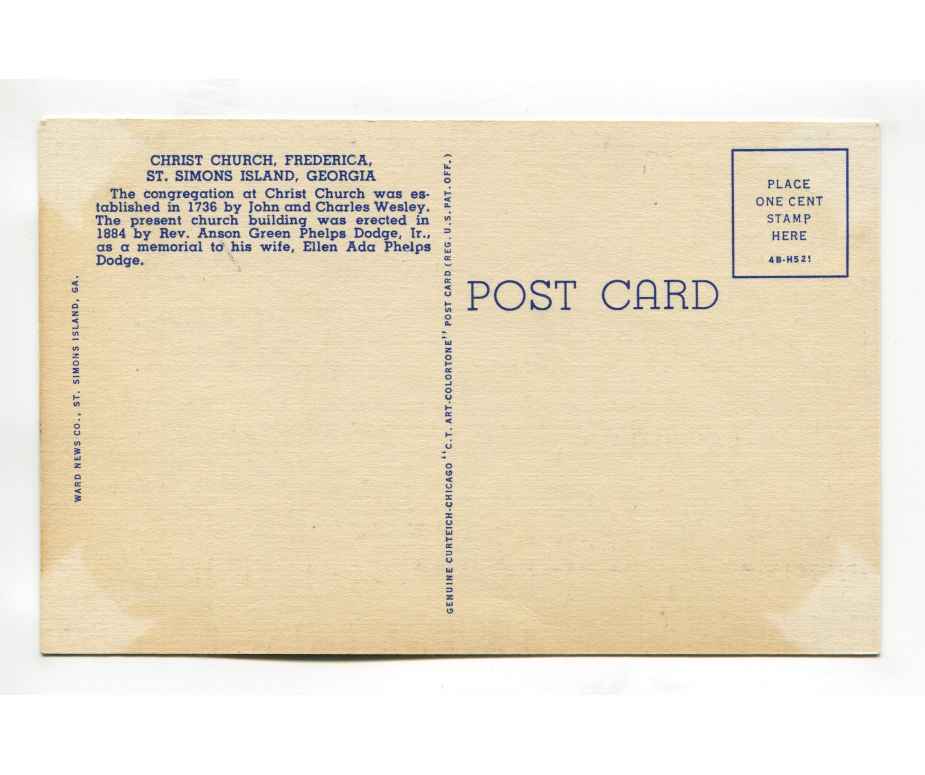 CHRIST CHURCH, FREDERICA,
ST. SIMONS ISLAND, GEORGIA
The congregation at Christ Church was es-
tablished in 1736 by John and Charles Wesley.
The present church building was erected in
1884 by Rev. Anson Green Phelps Dodge, Jr.,
as a memorial to his wife, Ellen Ada Phelps
Dodge.
WARD NEWS CO., ST. SIMONS ISLAND, GA.
GENUINE CURTEICH-CHICAGO "C.T. ART-COLORTONE" POST CARD (REG. U.S. PAT. OFF.)
POST CARD
PLACE
ONE CENT
STAMP
HERE
4B-H521